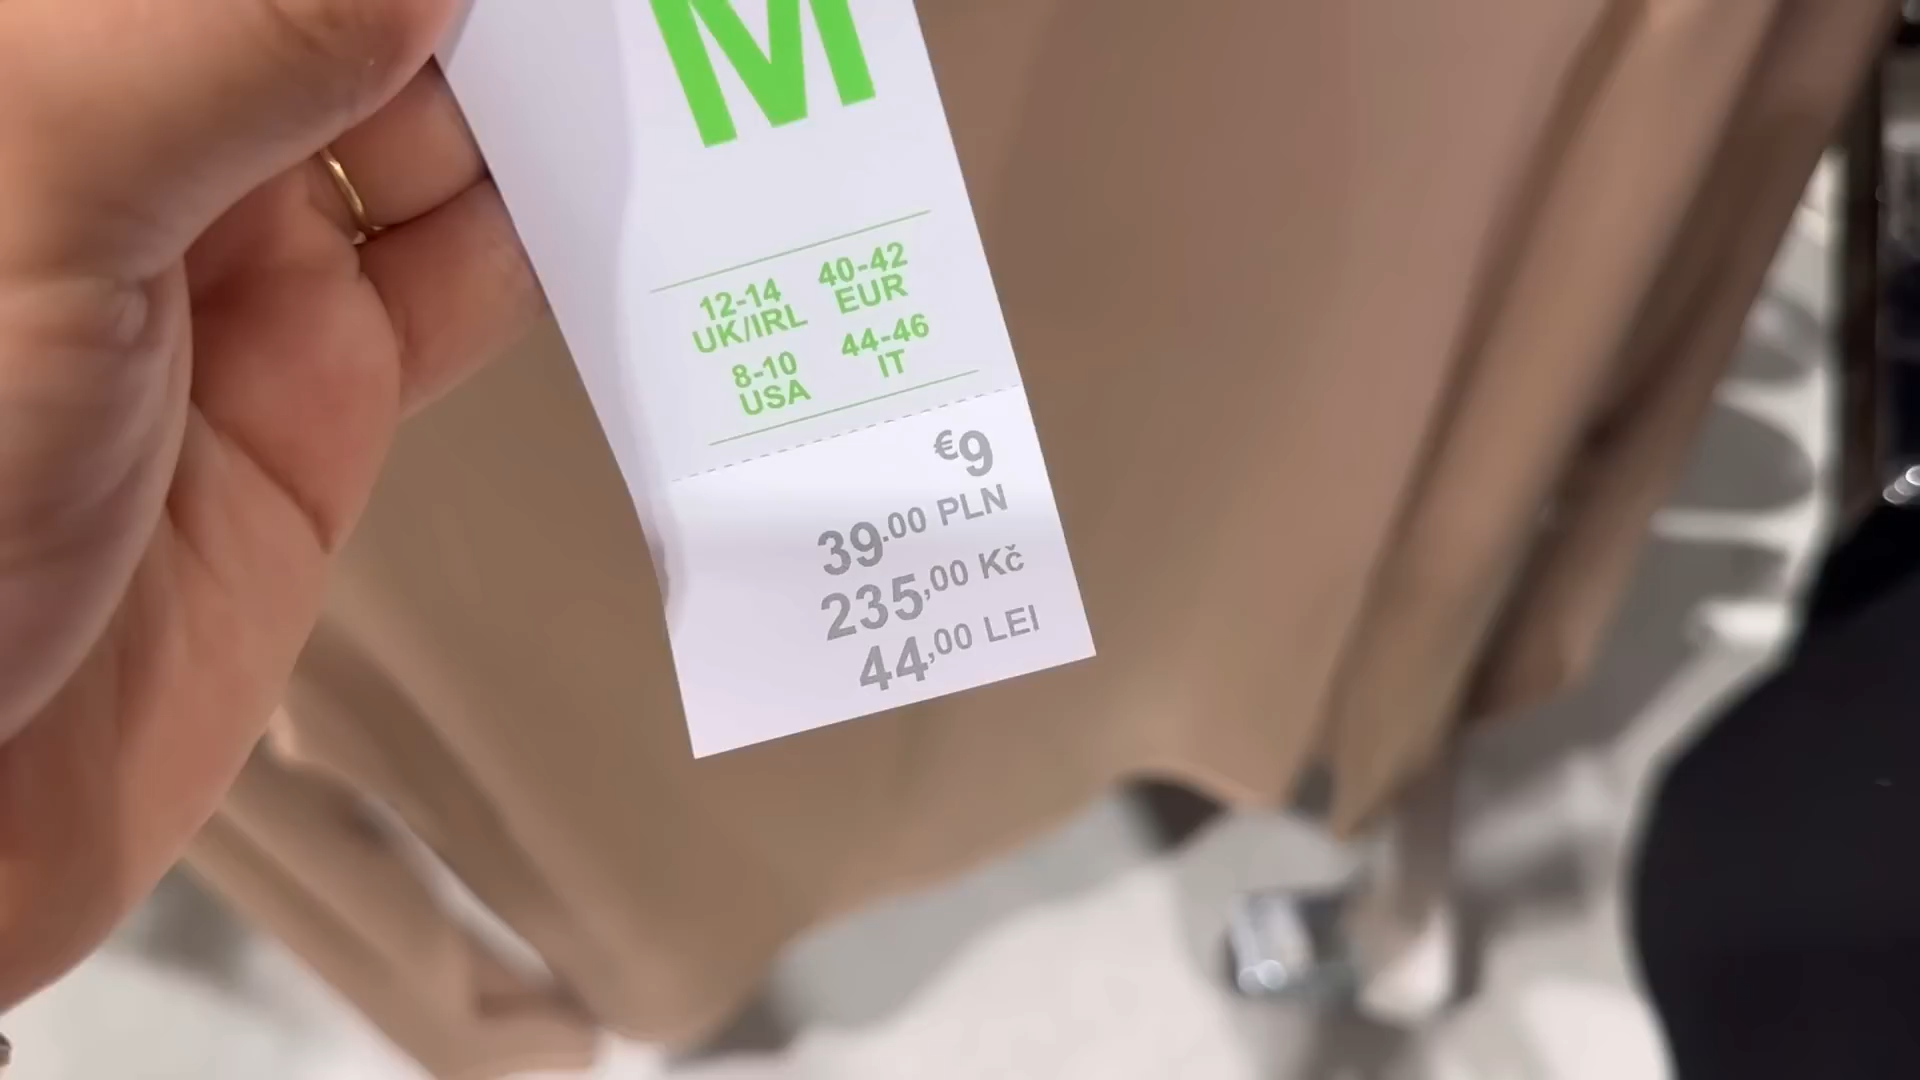 M
12-14 40-42
UK/IRL EUR
8-10 44-46
USA IT
€9
39.00 PLN
235,00 Kč
44,00 LEI